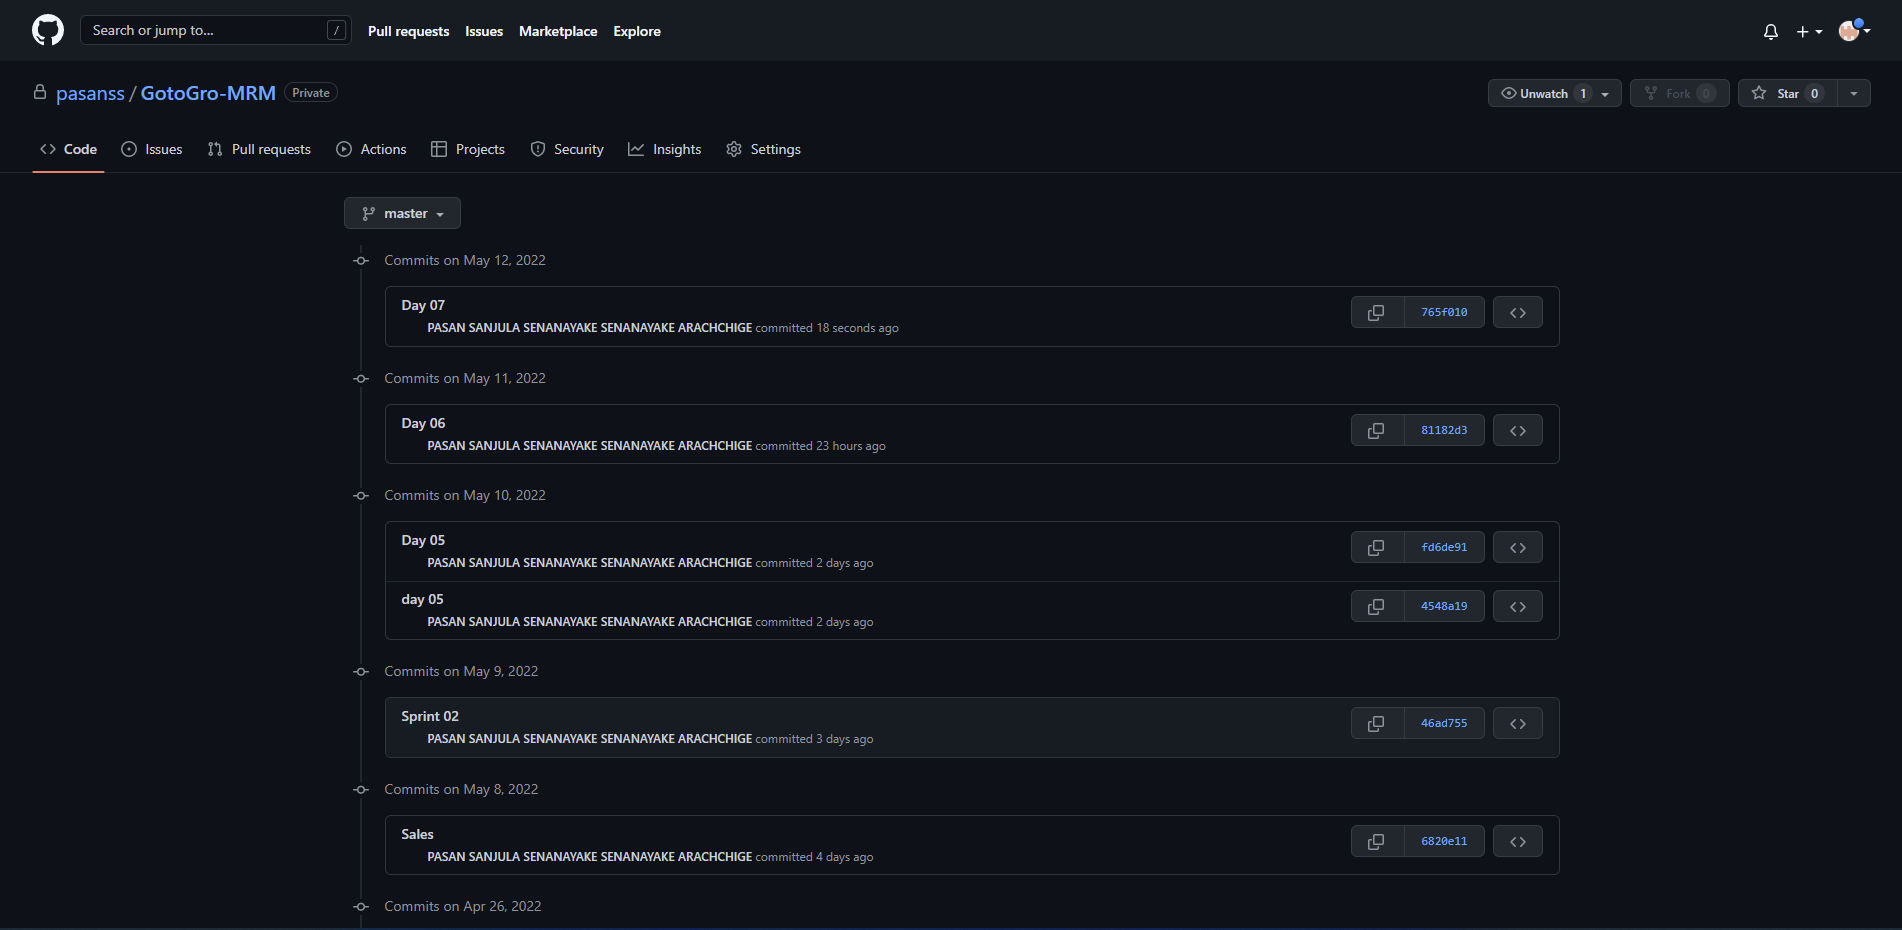 Search or jump to... /
Pull requests Issues Marketplace Explore
pasanss / GotoGro-MRM Private
Unwatch 1 Fork 0 Star 0
Code Issues Pull requests Actions Projects Security Insights Settings
master
Commits on May 12, 2022
Day 07
765f010
PASAN SANJULA SENANAYAKE SENANAYAKE ARACHCHIGE committed 18 seconds ago
Commits on May 11, 2022
Day 06
81182d3
PASAN SANJULA SENANAYAKE SENANAYAKE ARACHCHIGE committed 23 hours ago
Commits on May 10, 2022
Day 05
fd6de91
PASAN SANJULA SENANAYAKE SENANAYAKE ARACHCHIGE committed 2 days ago
day 05
4548a19
PASAN SANJULA SENANAYAKE SENANAYAKE ARACHCHIGE committed 2 days ago
Commits on May 9, 2022
Sprint 02
46ad755
PASAN SANJULA SENANAYAKE SENANAYAKE ARACHCHIGE committed 3 days ago
Commits on May 8, 2022
Sales
6820e11
PASAN SANJULA SENANAYAKE SENANAYAKE ARACHCHIGE committed 4 days ago
Commits on Apr 26, 2022